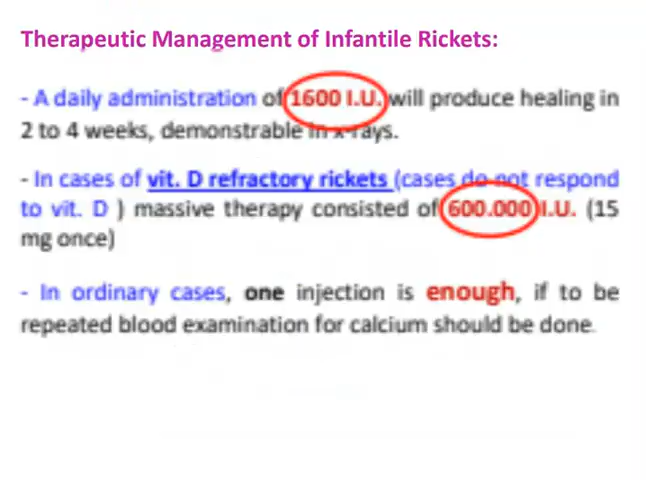 Therapeutic Management of Infantile Rickets:
- A daily administration of 1600 I.U. will produce healing in
2 to 4 weeks, demonstrable in x-rays.
- In cases of vit. D refractory rickets (cases do not respond
to vit. D ) massive therapy consisted of 600.000 I.U. (15
mg once)
- In ordinary cases, one injection is enough, if to be
repeated blood examination for calcium should be done.